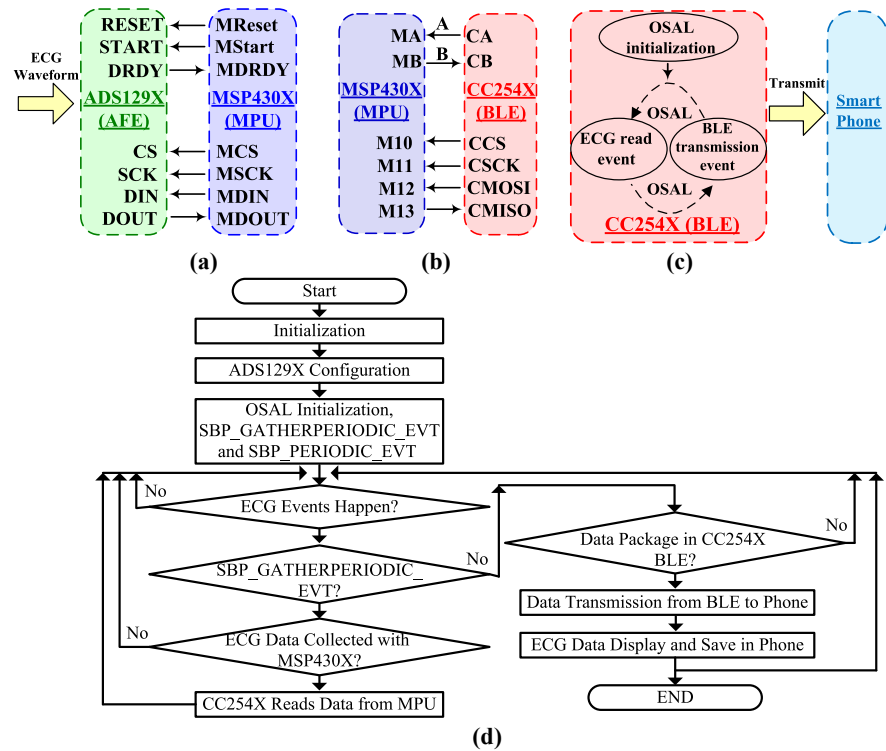 ECG
Waveform
RESET
START
DRDY
ADS129X
(AFE)
CS
SCK
DIN
DOUT
MReset
MStart
MDRDY
MSP430X
(MPU)
MCS
MSCK
MDIN
MDOUT
(a)
MA
MB
MSP430X
(MPU)
M10
M11
M12
M13
A
B
CA
CB
CC254X
(BLE)
CCS
CSCK
CMOSI
CMISO
(b)
OSAL
initialization
OSAL
ECG read
event
BLE
transmission
event
OSAL
CC254X (BLE)
Transmit
Smart
Phone
(c)
Start
Initialization
ADS129X Configuration
OSAL Initialization,
SBP_GATHERPERIODIC_EVT
and SBP_PERIODIC_EVT
No
ECG Events Happen?
SBP_GATHERPERIODIC_
EVT?
No
No
ECG Data Collected with
MSP430X?
CC254X Reads Data from MPU
Data Package in CC254X
BLE?
No
Data Transmission from BLE to Phone
ECG Data Display and Save in Phone
END
(d)